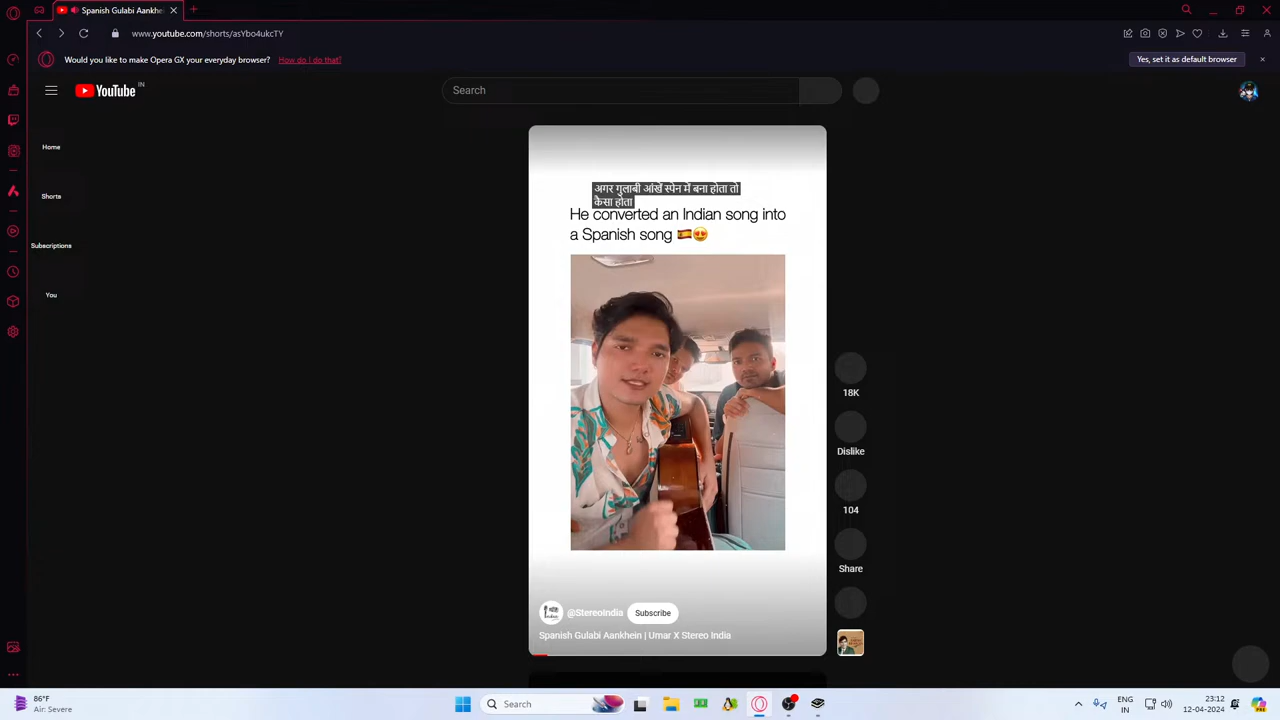 Spanish Gulabi Aankhe
www.youtube.com/shorts/asYbo4ukcTY
Would you like to make Opera GX your everyday browser? How do I do that?
Yes, set it as default browser
YouTube IN
Search
Home
Shorts
Subscriptions
You
अगर गुलाबी आंखें स्पेन में बना होता तो
कैसा होता
He converted an Indian song into
a Spanish song
18K
Dislike
104
Share
@StereoIndia
Subscribe
Spanish Gulabi Aankhein | Umar X Stereo India
86°F
Air: Severe
Search
ENG
IN
23:12
12-04-2024